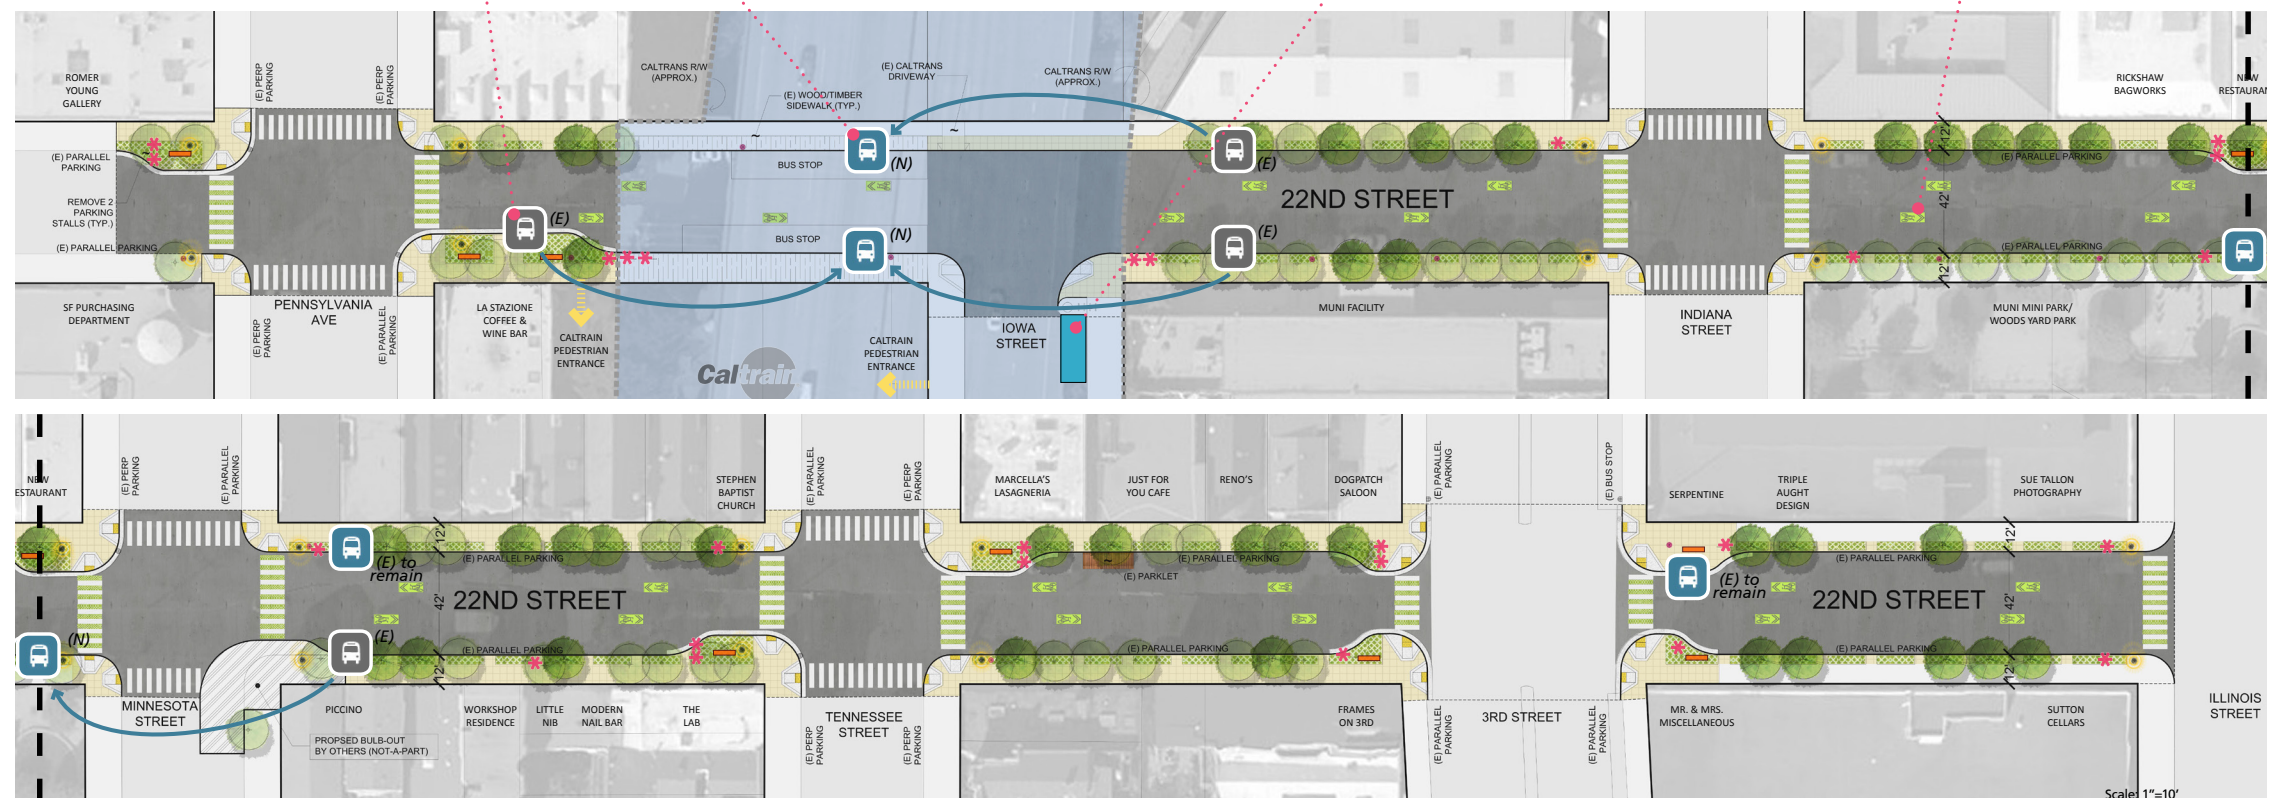 ROMER
YOUNG
GALLERY
(E) PERP
PARKING
(E) PERP
PARKING
CALTRANS R/W
(APPROX.)
(E) WOOD/TIMBER
SIDEWALK (TYP.)
(E) CALTRANS
DRIVEWAY
CALTRANS R/W
(APPROX.)
RICKSHAW
BAGWORKS
NEW
RESTAURAN
(E) PARALLEL
PARKING
~
~
~
BUS STOP
(N)
(E)
12'
(E) PARALLEL PARKING
REMOVE 2
PARKING
STALLS (TYP.)
(E) PARALLEL PARKING
(E)
BUS STOP
(N)
22ND STREET
(E)
42'
(E) PARALLEL PARKING
12'
SF PURCHASING
DEPARTMENT
PENNSYLVANIA
AVE
(E) PERP
PARKING
(E) PARALLEL
PARKING
LA STAZIONE
COFFEE &
WINE BAR
CALTRAIN
PEDESTRIAN
ENTRANCE
Caltrain
CALTRAIN
PEDESTRIAN
ENTRANCE
IOWA
STREET
MUNI FACILITY
INDIANA
STREET
MUNI MINI PARK/
WOODS YARD PARK
NEW
ESTAURANT
(E) PERP
PARKING
(E) PARALLEL
PARKING
STEPHEN
BAPTIST
CHURCH
(E) PARALLEL
PARKING
(E) PERP
PARKING
MARCELLA'S
LASAGNERIA
JUST FOR
YOU CAFE
RENO'S
DOGPATCH
SALOON
(E) PARALLEL
PARKING
(E) BUS STOP
SERPENTINE
TRIPLE
AUGHT
DESIGN
SUE TALLON
PHOTOGRAPHY
(E) to
remain
12'
(E) PARALLEL PARKING
~
(E) PARALLEL PARKING
(E) PARKLET
(E) to
remain
(E) PARALLEL PARKING
12'
22ND STREET
42'
22ND STREET
42'
(N)
(E)
(E) PARALLEL PARKING
12'
(E) PARALLEL PARKING
(E) PARALLEL PARKING
12'
MINNESOTA
STREET
PICCINO
PROPSED BULB-OUT
BY OTHERS (NOT-A-PART)
WORKSHOP
RESIDENCE
LITTLE
NIB
MODERN
NAIL BAR
THE
LAB
(E) PERP
PARKING
TENNESSEE
STREET
(E) PERP
PARKING
FRAMES
ON 3RD
(E) PARALLEL
PARKING
3RD STREET
(E) PARALLEL
PARKING
MR. & MRS.
MISCELLANEOUS
SUTTON
CELLARS
ILLINOIS
STREET
Scale: 1"=10'